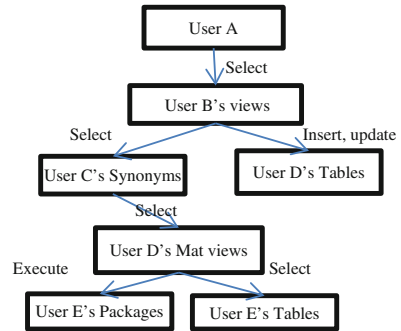 User A
Select
User B's views
Select
Insert, update
User C's Synonyms
User D's Tables
Select
User D's Mat views
Execute
Select
User E's Packages
User E's Tables